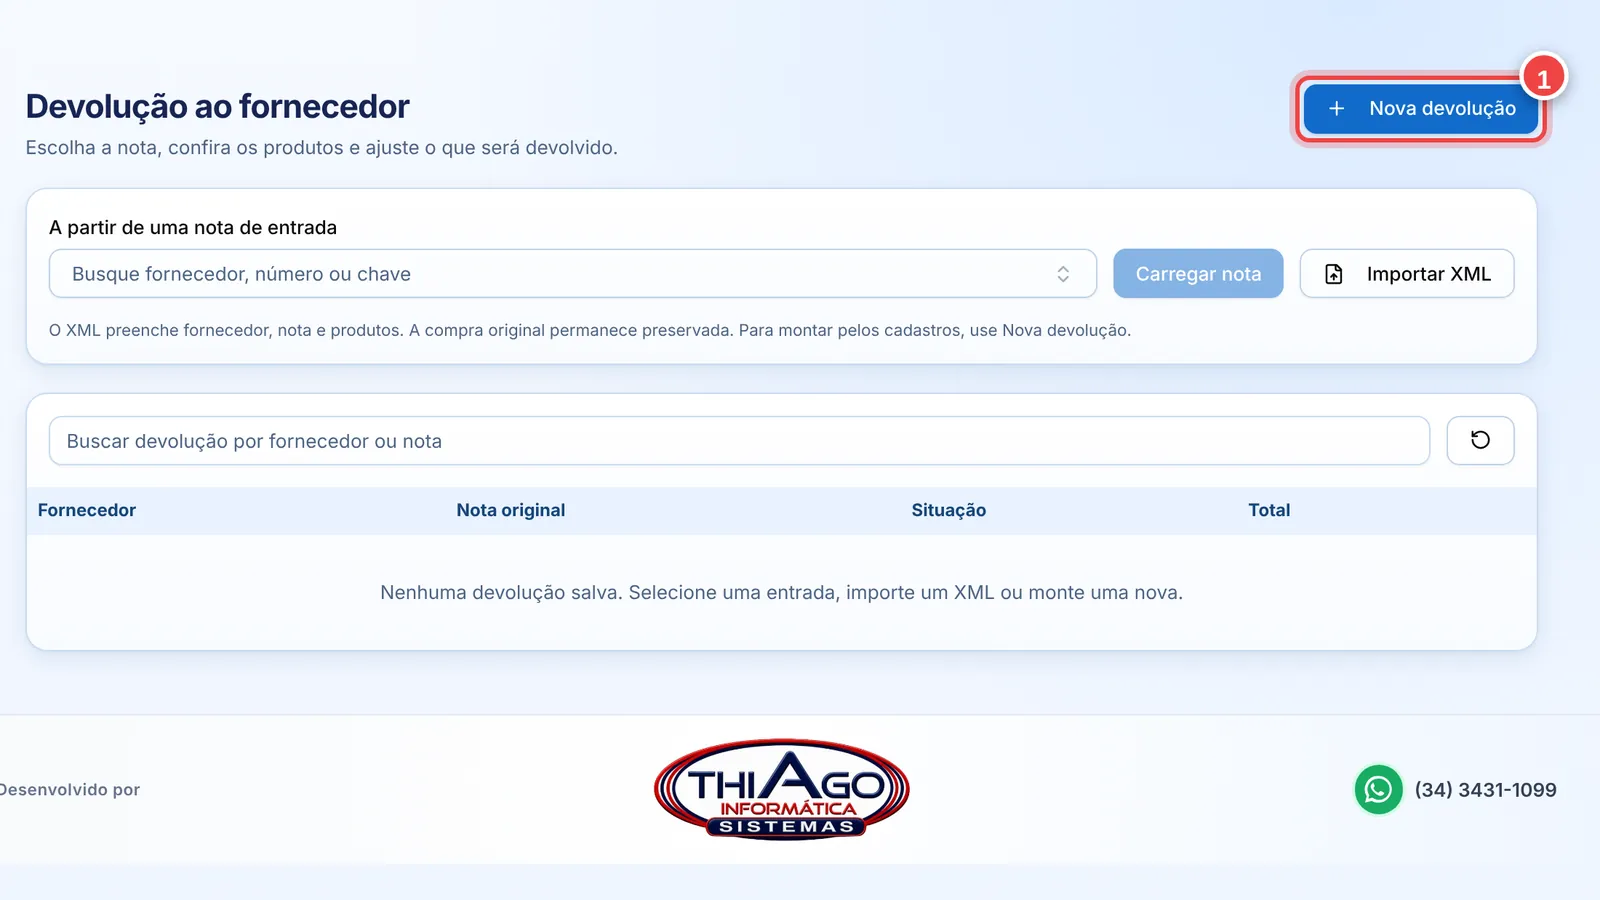 1
Devolução ao fornecedor
+ Nova devolução
Escolha a nota, confira os produtos e ajuste o que será devolvido.
A partir de uma nota de entrada
Busque fornecedor, número ou chave
Carregar nota
Importar XML
O XML preenche fornecedor, nota e produtos. A compra original permanece preservada. Para montar pelos cadastros, use Nova devolução.
Buscar devolução por fornecedor ou nota
Fornecedor Nota original Situação Total
Nenhuma devolução salva. Selecione uma entrada, importe um XML ou monte uma nova.
Desenvolvido por
THIAGO
INFORMÁTICA
SISTEMAS
(34) 3431-1099